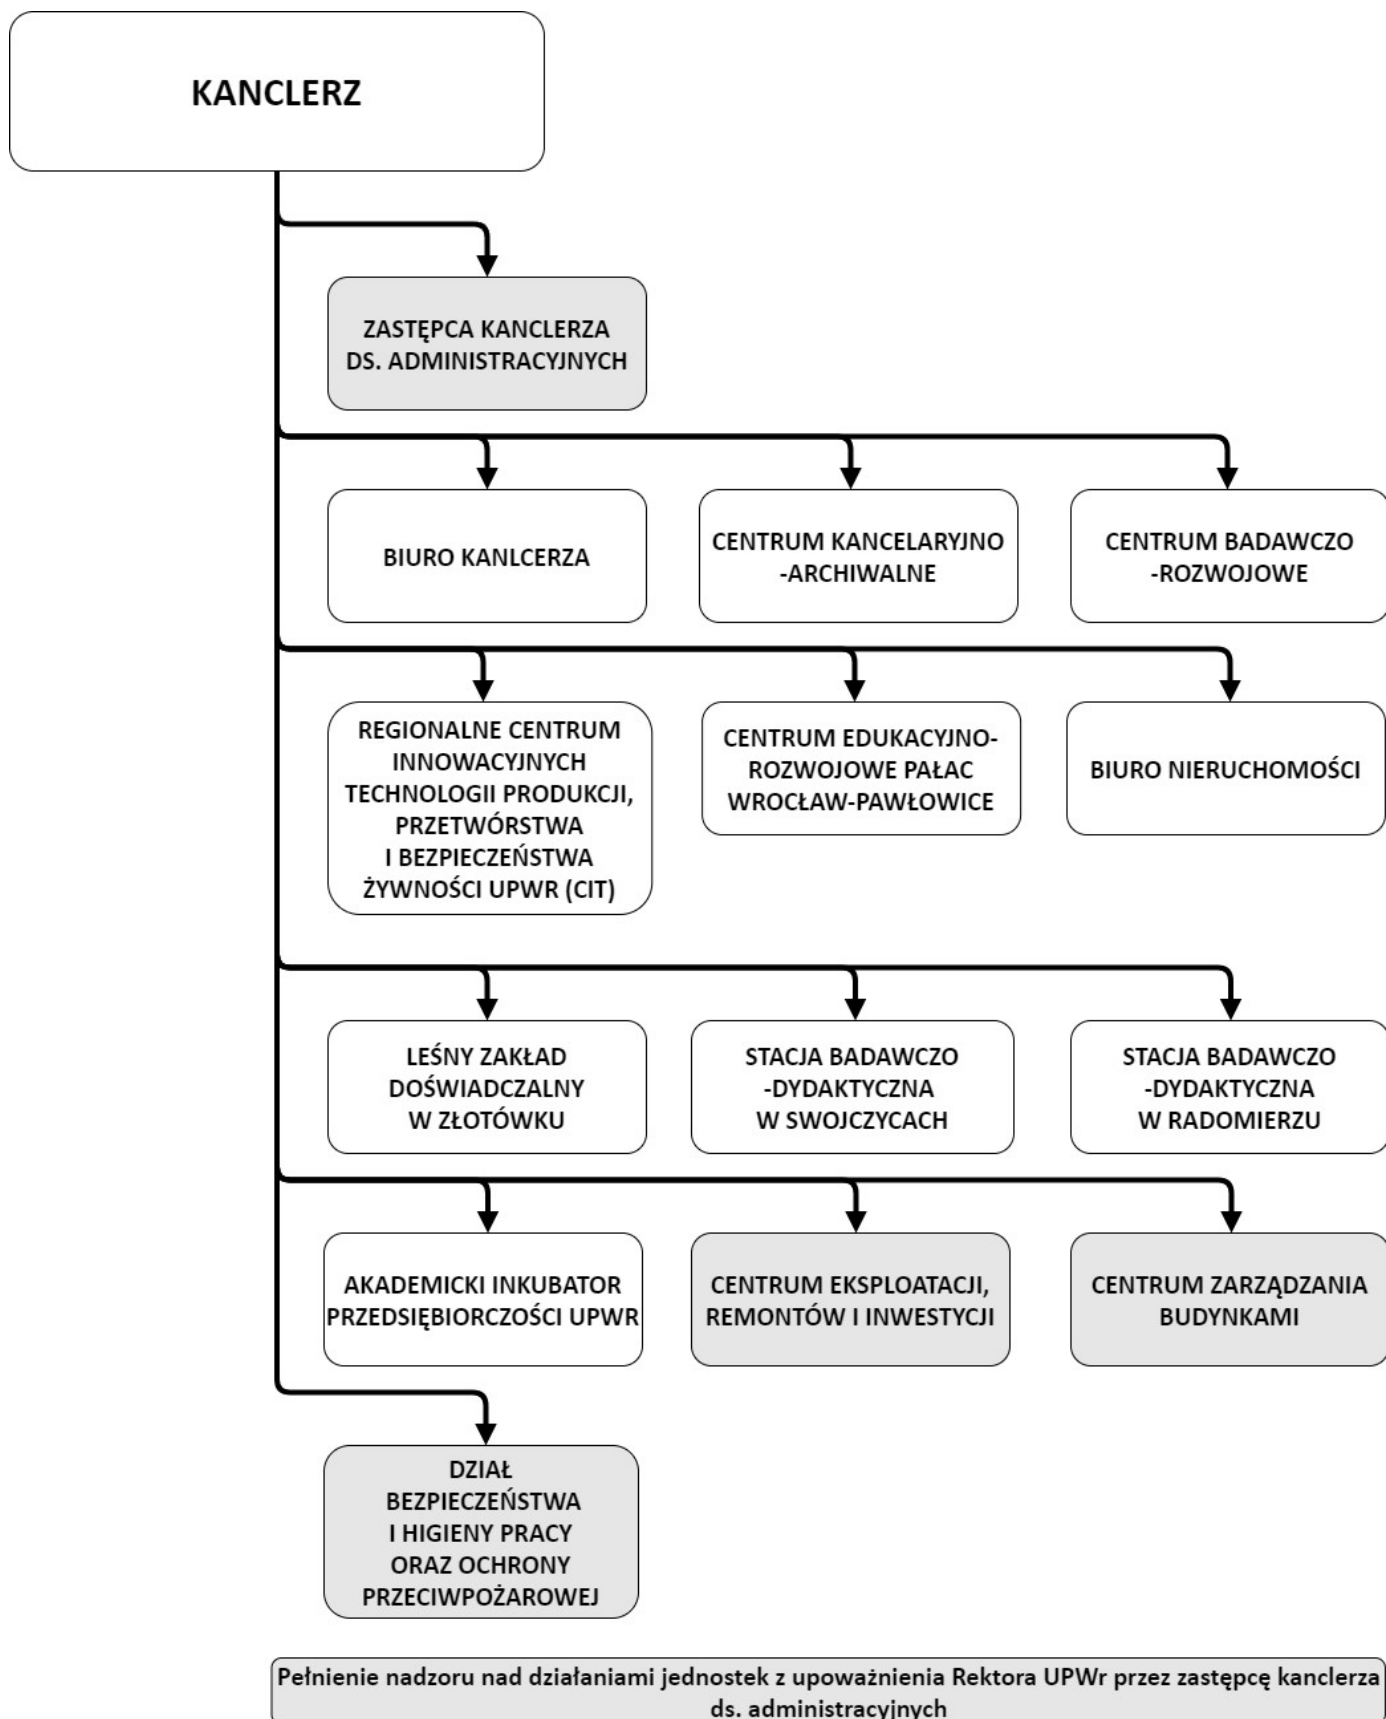 KANCLERZ
ZASTĘPCA KANCLERZA
DS. ADMINISTRACYJNYCH
BIURO KANLCERZA
CENTRUM KANCELARYJNO
-ARCHIWALNE
CENTRUM BADAWCZO
-ROZWOJOWE
REGIONALNE CENTRUM
INNOWACYJNYCH
TECHNOLOGII PRODUKCJI,
PRZETWÓRSTWA
I BEZPIECZEŃSTWA
ŻYWNOŚCI UPWR (CIT)
CENTRUM EDUKACYJNO-
ROZWOJOWE PAŁAC
WROCŁAW-PAWŁOWICE
BIURO NIERUCHOMOŚCI
LEŚNY ZAKŁAD
DOŚWIADCZALNY
W ZŁOTÓWKU
STACJA BADAWCZO
-DYDAKTYCZNA
W SWOJCZYCACH
STACJA BADAWCZO
-DYDAKTYCZNA
W RADOMIERZU
AKADEMICKI INKUBATOR
PRZEDSIĘBIORCZOŚCI UPWR
CENTRUM EKSPLOATACJI,
REMONTÓW I INWESTYCJI
CENTRUM ZARZĄDZANIA
BUDYNKAMI
DZIAŁ
BEZPIECZEŃSTWA
I HIGIENY PRACY
ORAZ OCHRONY
PRZECIWPOŻAROWEJ
Pełnienie nadzoru nad działaniami jednostek z upoważnienia Rektora UPWr przez zastępcę kanclerza
ds. administracyjnych